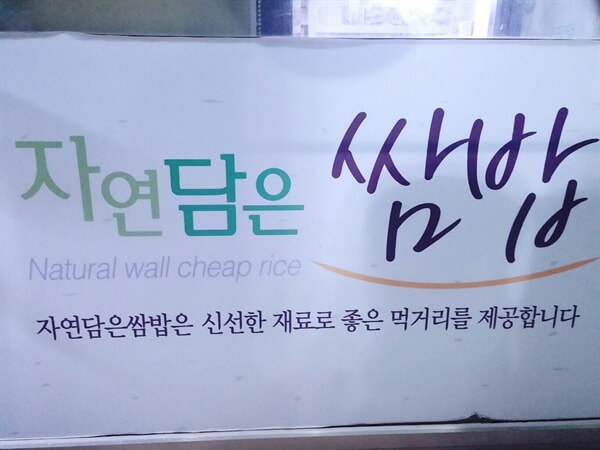 자연담은 쌈밥
Natural wall cheap rice
자연담은쌈밥은 신선한 재료로 좋은 먹거리를 제공합니다